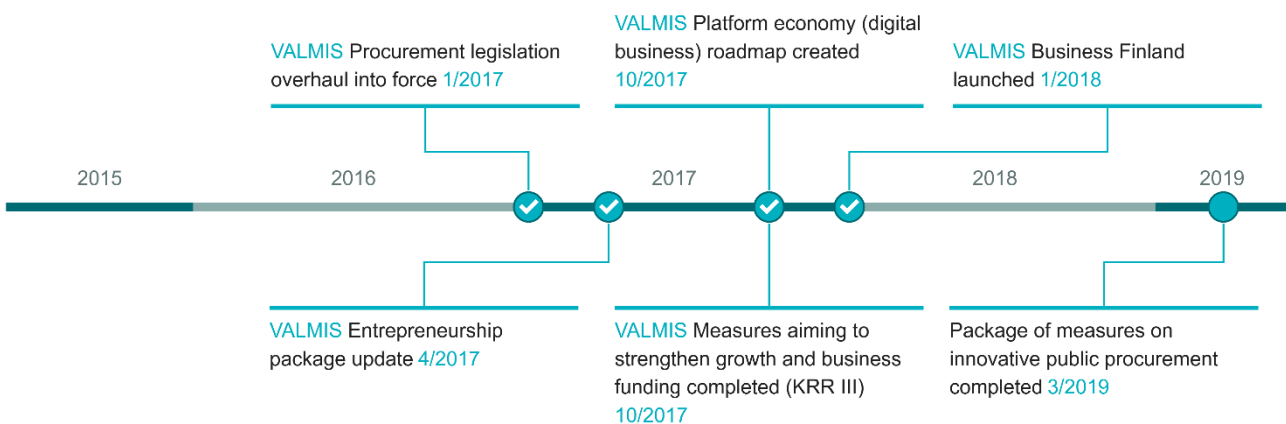 VALMIS Procurement legislation
overhaul into force 1/2017
VALMIS Platform economy (digital
business) roadmap created
10/2017
VALMIS Business Finland
launched 1/2018
2015
2016
2017
2018
2019
VALMIS Entrepreneurship
package update 4/2017
VALMIS Measures aiming to
strengthen growth and business
funding completed (KRR III)
10/2017
Package of measures on
innovative public procurement
completed 3/2019